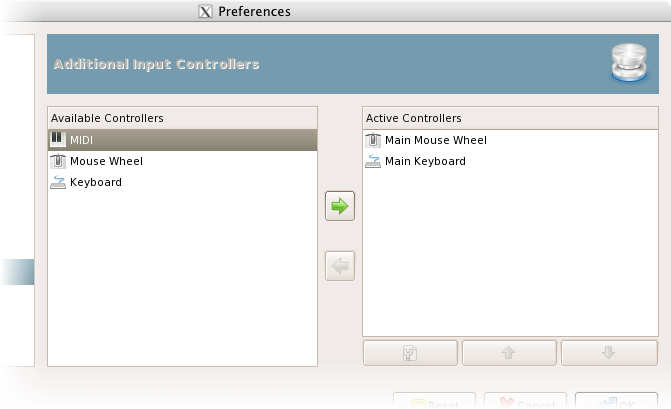 Preferences
Additional Input Controllers
Available Controllers
MIDI
Mouse Wheel
Keyboard
Active Controllers
Main Mouse Wheel
Main Keyboard
Reset Cancel OK